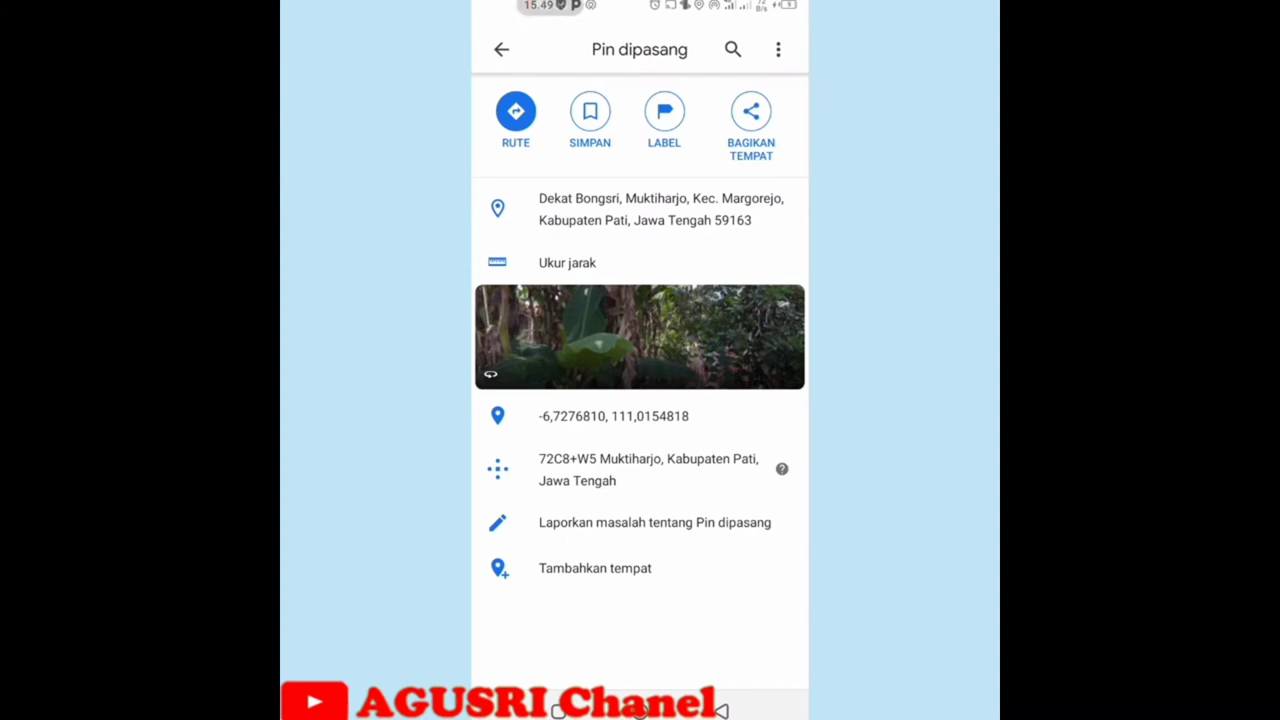 15.49
72
B/s
9
Pin dipasang
RUTE
SIMPAN
LABEL
BAGIKAN
TEMPAT
Dekat Bongsri, Muktiharjo, Kec. Margorejo,
Kabupaten Pati, Jawa Tengah 59163
Ukur jarak
-6,7276810, 111,0154818
72C8+W5 Muktiharjo, Kabupaten Pati,
Jawa Tengah
Laporkan masalah tentang Pin dipasang
Tambahkan tempat
AGUSRI Chanel